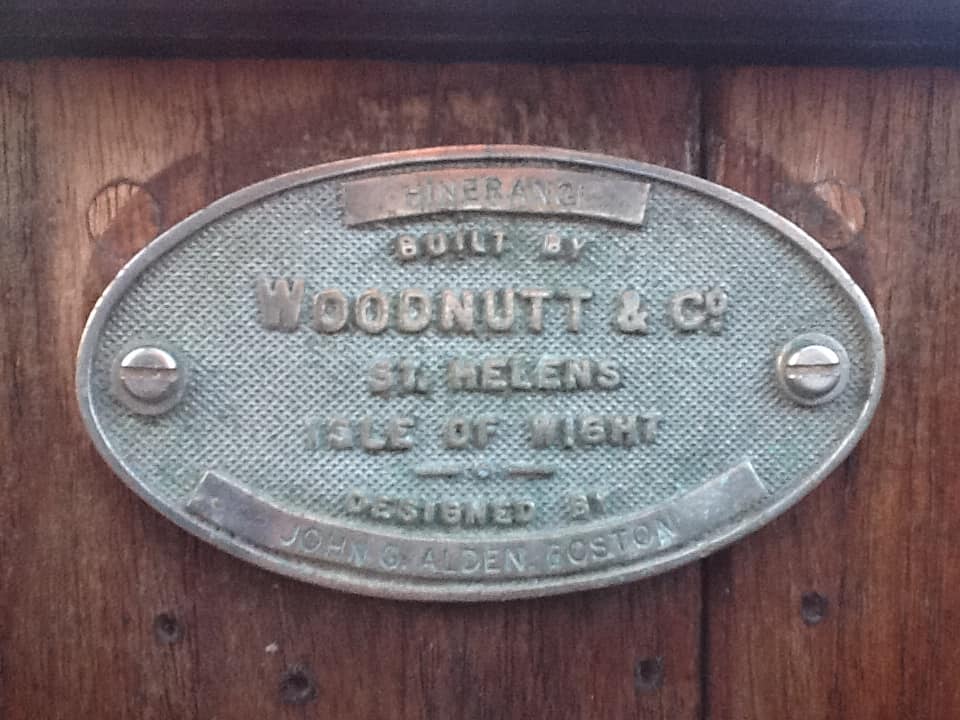 HINERANGI
BUILT BY
WOODNUTT & Co.
ST. HELENS
ISLE OF WIGHT
DESIGNED BY
JOHN G. ALDEN. BOSTON